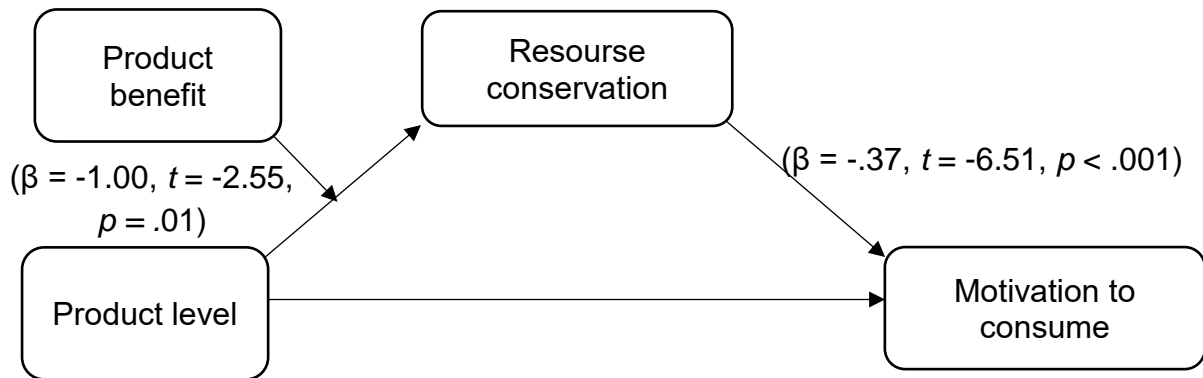 Product
benefit
Resourse
conservation
(β = -1.00, t = -2.55,
p = .01)
(β = -.37, t = -6.51, p < .001)
Product level
Motivation to
consume